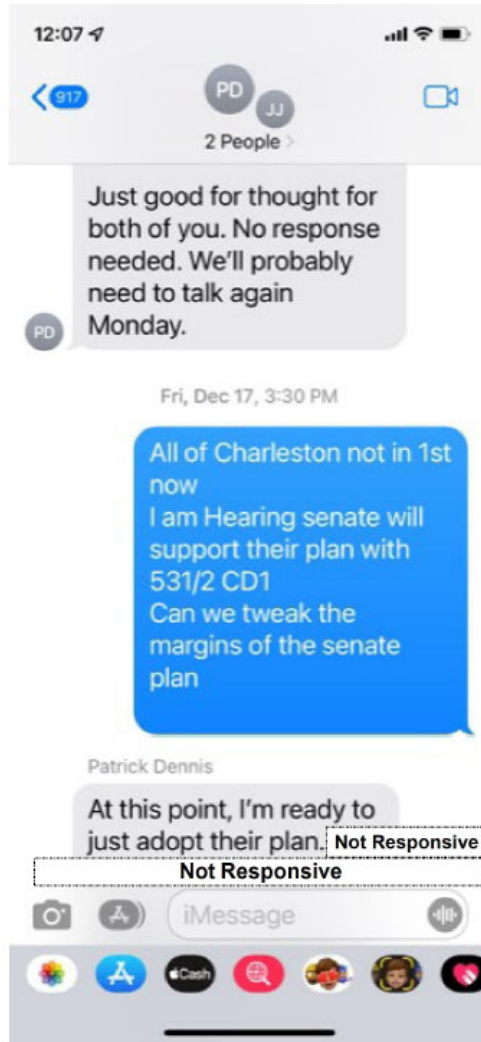 12:07
917
PD
JJ
2 People
Just good for thought for
both of you. No response
needed. We'll probably
need to talk again
Monday.
PD
Fri, Dec 17, 3:30 PM
All of Charleston not in 1st
now
I am Hearing senate will
support their plan with
531/2 CD1
Can we tweak the
margins of the senate
plan
Patrick Dennis
At this point, I'm ready to
just adopt their plan. Not Responsive
Not Responsive
iMessage
Cash